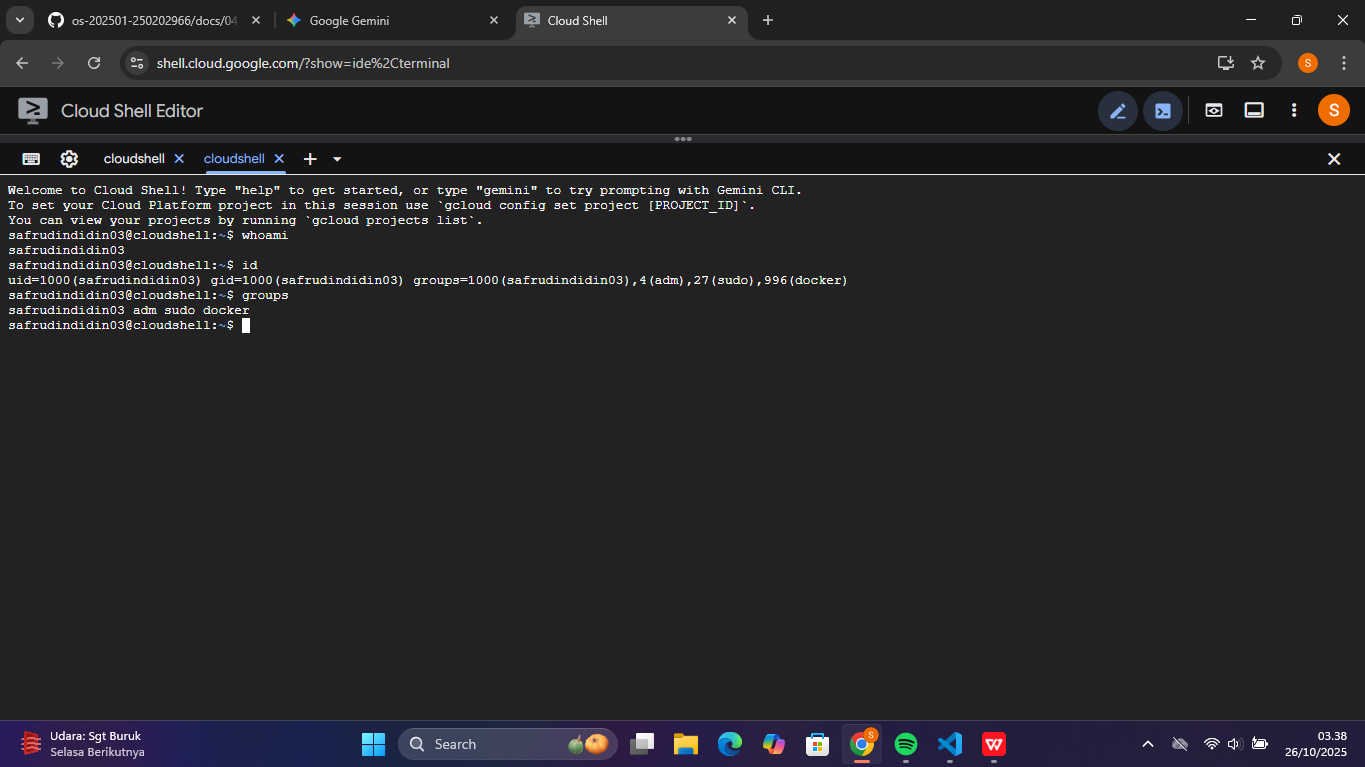 os-202501-250202966/docs/04
Google Gemini
Cloud Shell
shell.cloud.google.com/?show=ide%2Cterminal
S
Cloud Shell Editor
S
cloudshell
cloudshell
Welcome to Cloud Shell! Type "help" to get started, or type "gemini" to try prompting with Gemini CLI.
To set your Cloud Platform project in this session use `gcloud config set project [PROJECT_ID]`.
You can view your projects by running `gcloud projects list`.
safrudindidin03@cloudshell:~$ whoami
safrudindidin03
safrudindidin03@cloudshell:~$ id
uid=1000(safrudindidin03) gid=1000(safrudindidin03) groups=1000(safrudindidin03),4(adm),27(sudo),996(docker)
safrudindidin03@cloudshell:~$ groups
safrudindidin03 adm sudo docker
safrudindidin03@cloudshell:~$
Udara: Sgt Buruk
Selasa Berikutnya
Search
S
W
03.38
26/10/2025